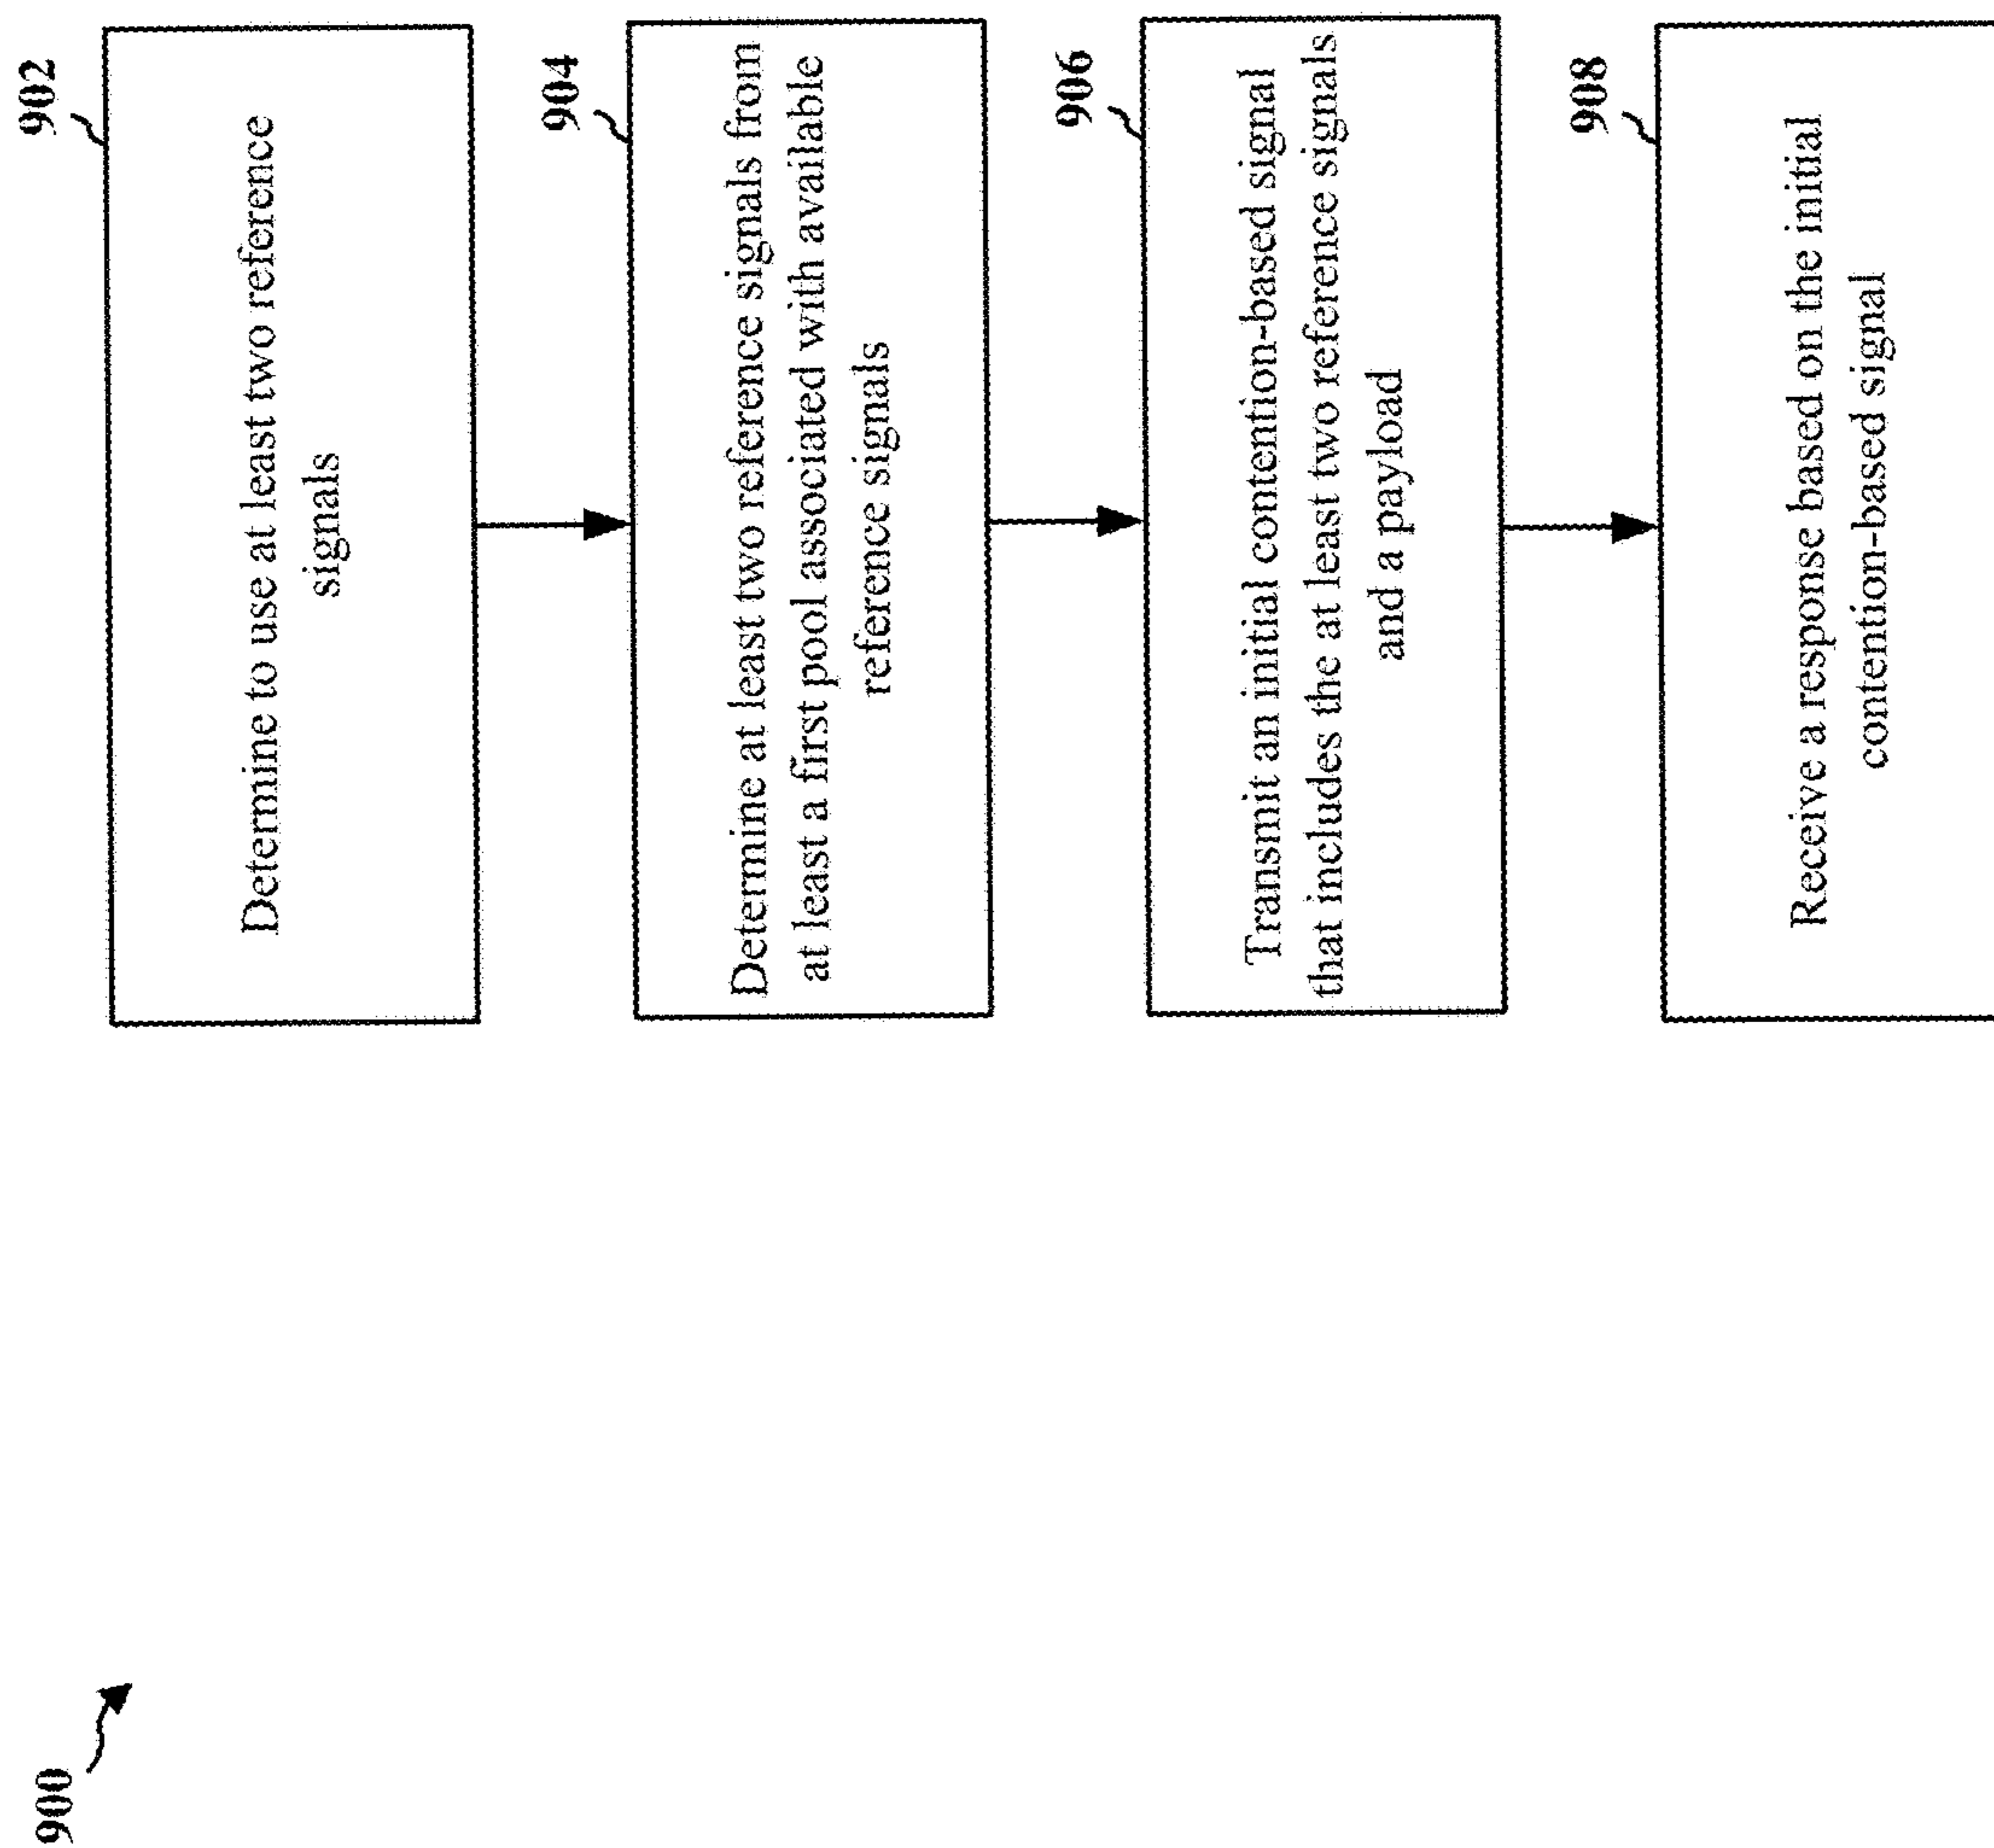 900
902
Determine to use at least two reference
signals
904
Determine at least two reference signals from
at least a first pool associated with available
reference signals
906
Transmit an initial contention-based signal
that includes the at least two reference signals
and a payload
908
Receive a response based on the initial
contention-based signal